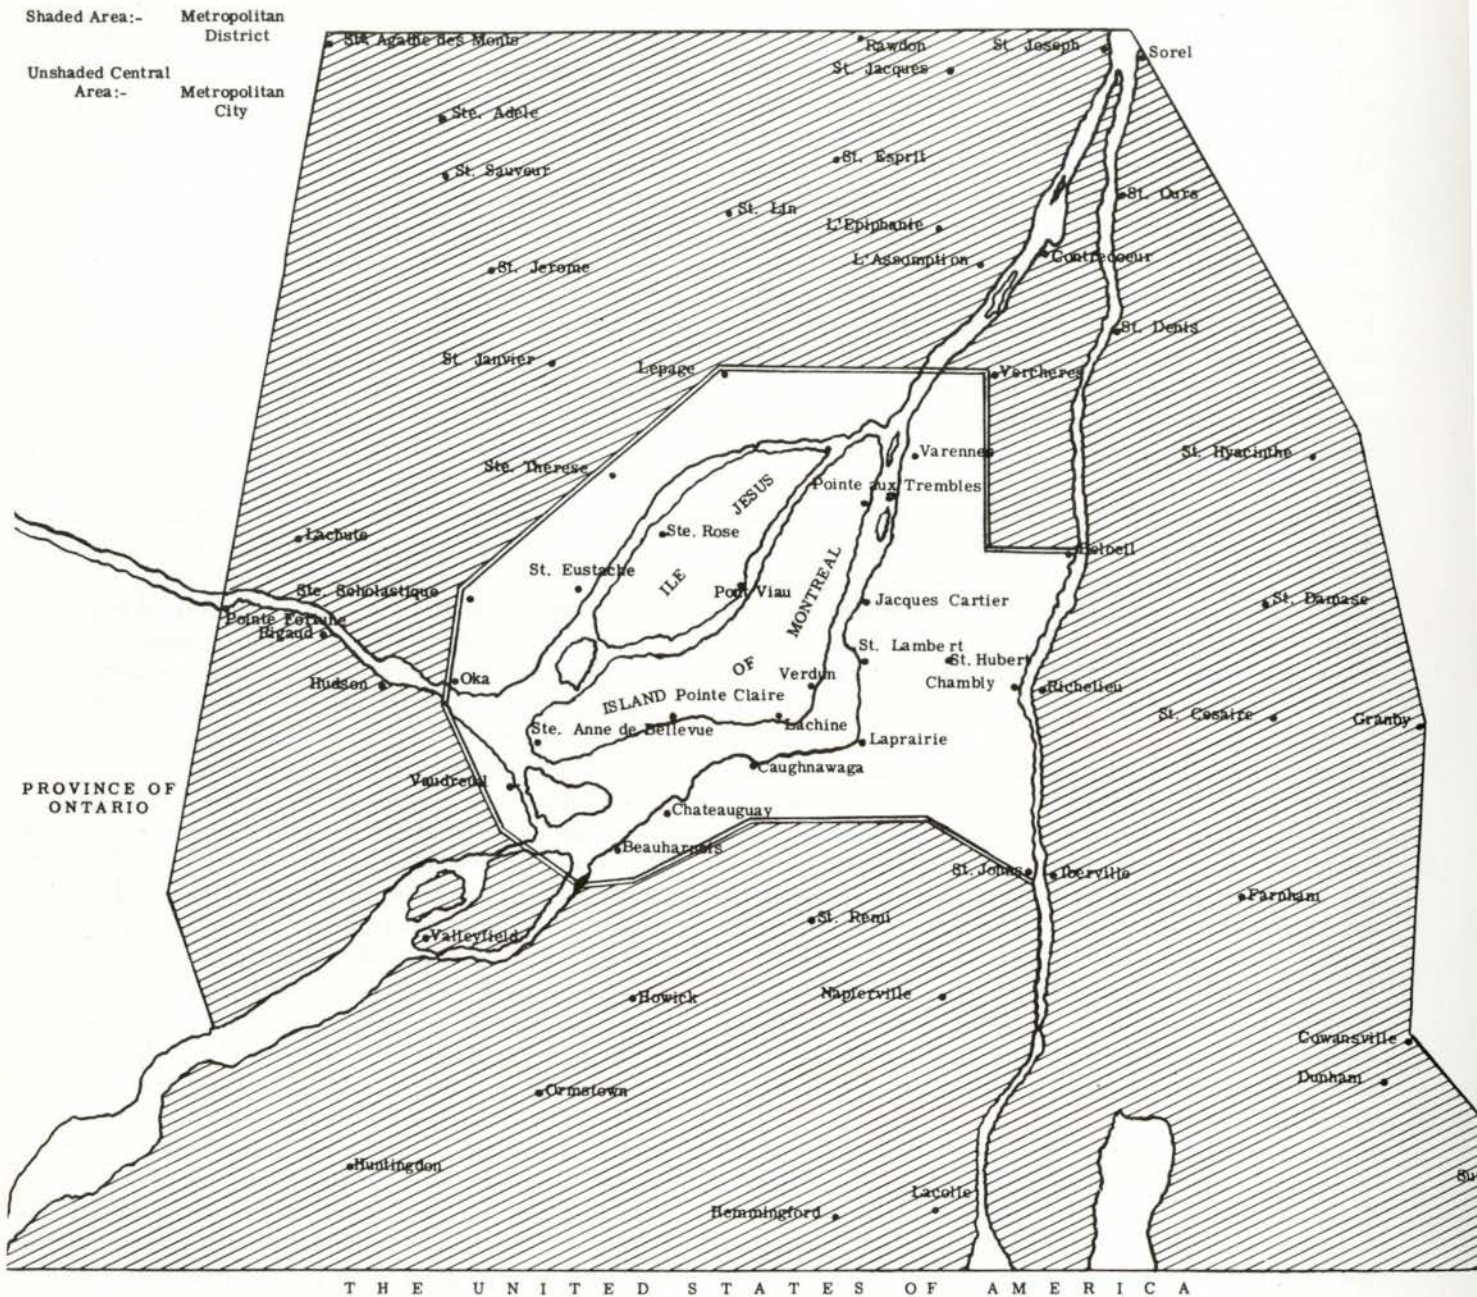 Shaded Area:- Metropolitan
District
Unshaded Central
Area:- Metropolitan
City
Ste. Agathe des Monts
Rawdon
St. Joseph
Sorel
St. Jacques
Ste. Adele
St. Esprit
St. Sauveur
St. Ours
St. Lin
L'Epiphanie
Contrecoeur
L'Assomption
St. Jerome
St. Denis
St. Janvier
Lepage
Vercheres
Varennes
St. Hyacinthe
Ste. Therese
Pointe aux Trembles
JESUS
Ste. Rose
Lachute
Beloeil
St. Eustache
ILE
Ste. Scholastique
Pont Viau
MONTREAL
Jacques Cartier
St. Damase
Pointe Fortune
Rigaud
St. Lambert
St. Hubert
OF
Hudson
Oka
Verdun
Chambly
Richelieu
ISLAND
Pointe Claire
St. Cesaire
Granby
Ste. Anne de Bellevue
Lachine
Laprairie
Caughnawaga
Vaudreuil
PROVINCE OF
ONTARIO
Chateauguay
Beauharnois
St. Johns
Iberville
Farnham
St. Remi
Valleyfield
Howick
Napierville
Cowansville
Dunham
Ormstown
Huntingdon
Su
Lacolle
Hemmingford
THE UNITED STATES OF AMERICA